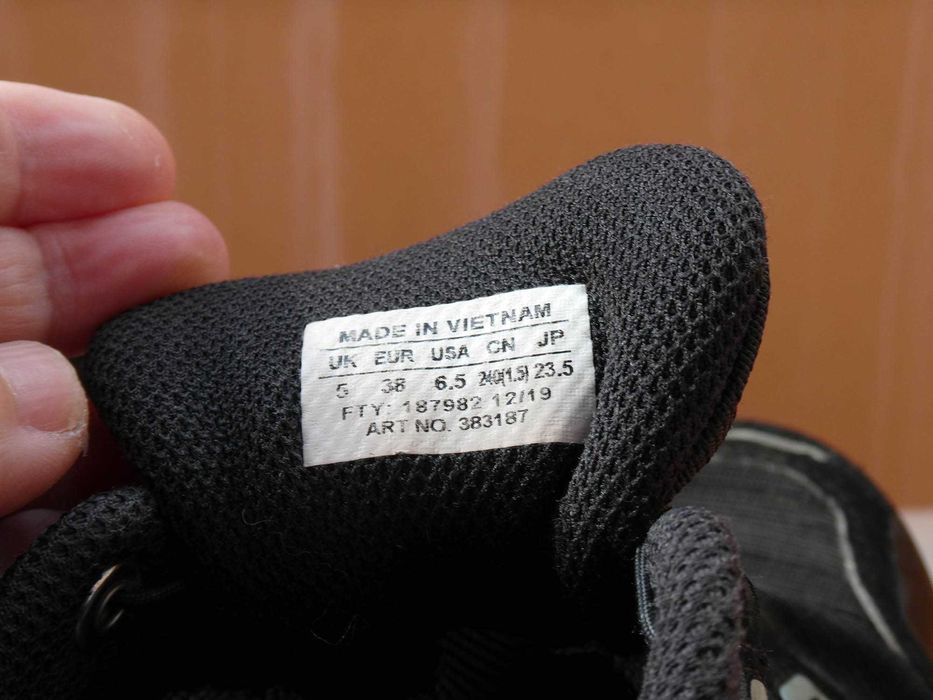 MADE IN VIETNAM
UK EUR USA CN JP
5 38 6.5 240(1.5) 23.5
FTY: 187982 12/19
ART NO. 383187